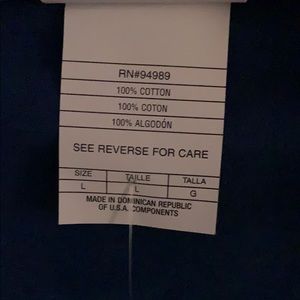 RN#94989
100% COTTON
100% COTON
100% ALGODÓN
SEE REVERSE FOR CARE
SIZE TAILLE TALLA
L L G
MADE IN DOMINICAN REPUBLIC
OF U.S.A. COMPONENTS